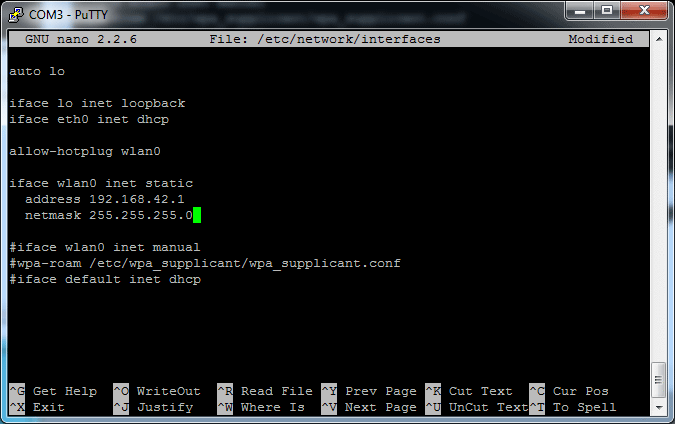 COM3 - PuTTY
GNU nano 2.2.6 File: /etc/network/interfaces Modified
auto lo
iface lo inet loopback
iface eth0 inet dhcp
allow-hotplug wlan0
iface wlan0 inet static
address 192.168.42.1
netmask 255.255.255.0
#iface wlan0 inet manual
#wpa-roam /etc/wpa_supplicant/wpa_supplicant.conf
#iface default inet dhcp
^G Get Help ^O WriteOut ^R Read File ^Y Prev Page ^K Cut Text ^C Cur Pos
^X Exit ^J Justify ^W Where Is ^V Next Page ^U UnCut Text ^T To Spell